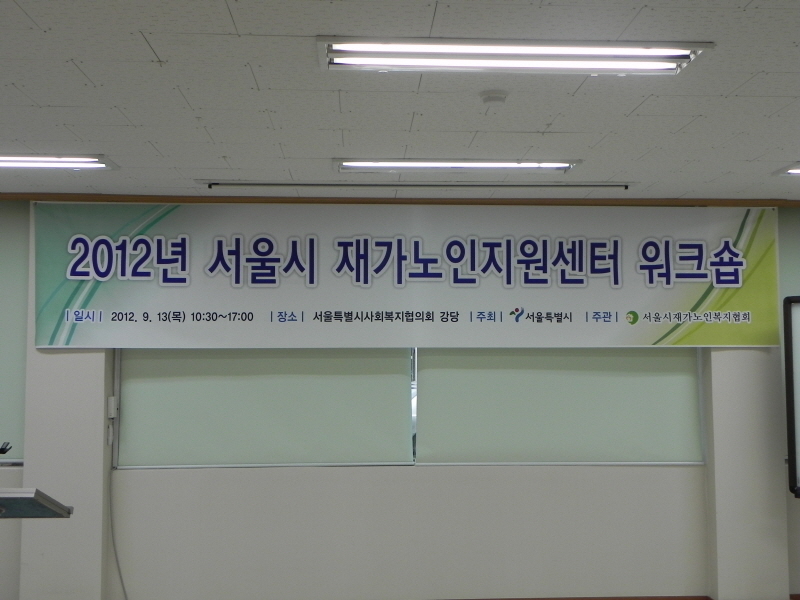 2012년 서울시 재가노인지원센터 워크숍
|일시| 2012. 9. 13(목) 10:30~17:00 |장소| 서울특별시사회복지협의회 강당 |주최| 서울특별시 |주관| 서울시재가노인복지협회